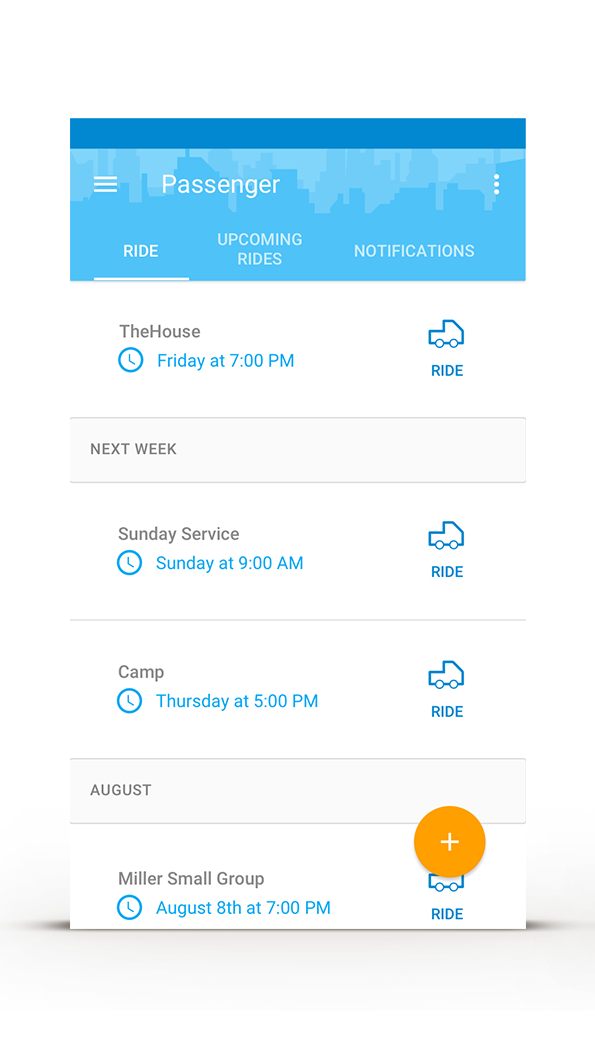 Passenger
RIDE
UPCOMING
RIDES
NOTIFICATIONS
TheHouse
Friday at 7:00 PM
RIDE
NEXT WEEK
Sunday Service
Sunday at 9:00 AM
RIDE
Camp
Thursday at 5:00 PM
RIDE
AUGUST
+
Miller Small Group
August 8th at 7:00 PM
RIDE